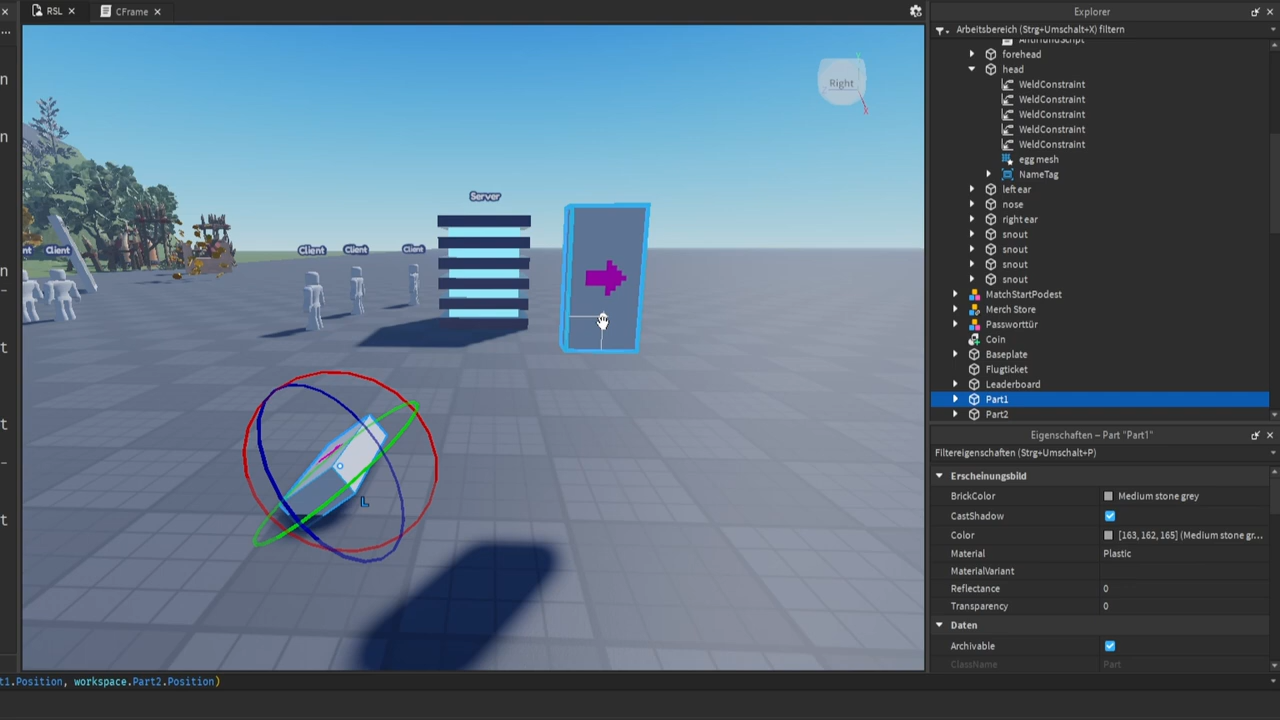 RSL
CFrame
Explorer
Arbeitsbereich (Strg+Umschalt+X) filtern
forehead
head
WeldConstraint
WeldConstraint
WeldConstraint
WeldConstraint
WeldConstraint
egg mesh
NameTag
left ear
nose
right ear
snout
snout
snout
snout
MatchStartPodest
Merch Store
Passworttür
Coin
Baseplate
Flugticket
Leaderboard
Part1
Part2
Right
Server
Client
Client
Client
Client
L
Eigenschaften – Part "Part1"
Filtereigenschaften (Strg+Umschalt+P)
Erscheinungsbild
BrickColor Medium stone grey
CastShadow
Color [163, 162, 165] (Medium stone gr...
Material Plastic
MaterialVariant
Reflectance 0
Transparency 0
Daten
Archivable
ClassName Part
t1.Position, workspace.Part2.Position)